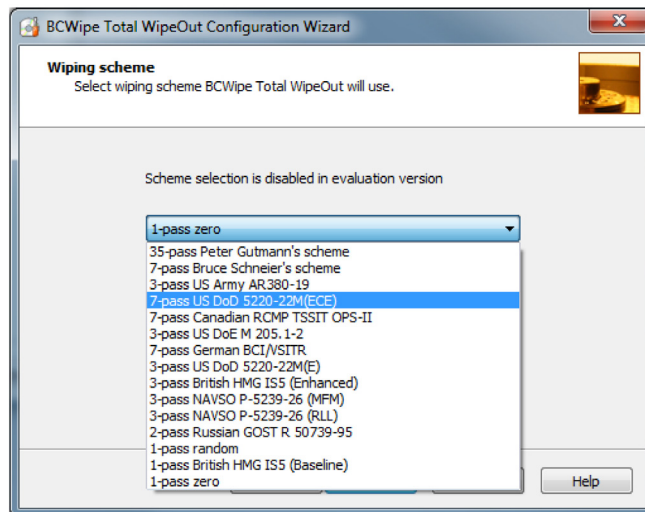 BCWipe Total WipeOut Configuration Wizard
Wiping scheme
Select wiping scheme BCWipe Total WipeOut will use.
Scheme selection is disabled in evaluation version
1-pass zero
35-pass Peter Gutmann's scheme
7-pass Bruce Schneier's scheme
3-pass US Army AR380-19
7-pass US DoD 5220-22M(ECE)
7-pass Canadian RCMP TSSIT OPS-II
3-pass US DoE M 205.1-2
7-pass German BCI/VSITR
3-pass US DoD 5220-22M(E)
3-pass British HMG IS5 (Enhanced)
3-pass NAVSO P-5239-26 (MFM)
3-pass NAVSO P-5239-26 (RLL)
2-pass Russian GOST R 50739-95
1-pass random
1-pass British HMG IS5 (Baseline)
1-pass zero
Help